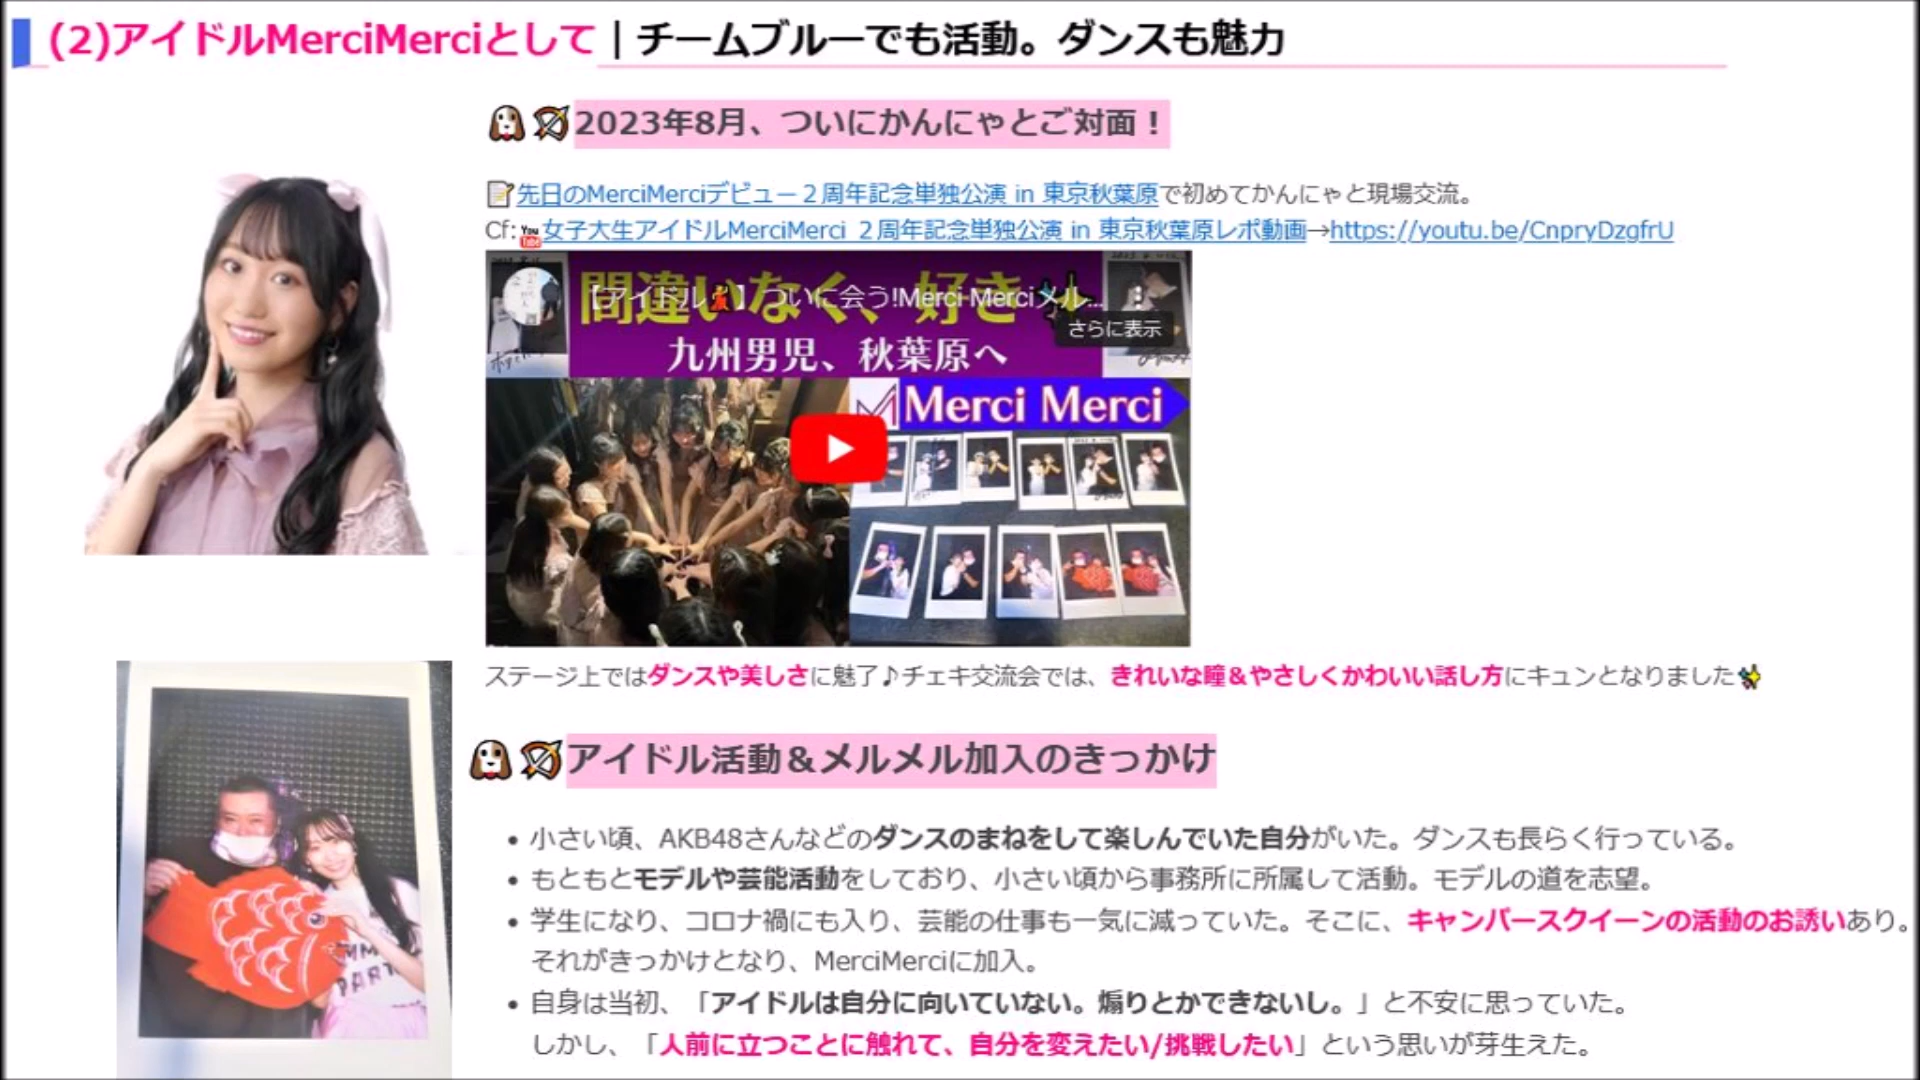 (2)アイドルMerciMerciとして｜チームブルーでも活動。ダンスも魅力
2023年8月、ついにかんにゃとご対面！
先日のMerciMerciデビュー２周年記念単独公演 in 東京秋葉原で初めてかんにゃと現場交流。
Cf:女子大生アイドルMerciMerci ２周年記念単独公演 in 東京秋葉原レポ動画→https://youtu.be/CnpryDzgfrU
間違いなく、好き
【アイドル】ついに会う!Merci Merciメル...
さらに表示
九州男児、秋葉原へ
Merci Merci
ステージ上ではダンスや美しさに魅了♪チェキ交流会では、きれいな瞳＆やさしくかわいい話し方にキュンとなりました
アイドル活動＆メルメル加入のきっかけ
• 小さい頃、AKB48さんなどのダンスのまねをして楽しんでいた自分がいた。ダンスも長らく行っている。
• もともとモデルや芸能活動をしており、小さい頃から事務所に所属して活動。モデルの道を志望。
• 学生になり、コロナ禍にも入り、芸能の仕事も一気に減っていた。そこに、キャンパースクイーンの活動のお誘いあり。
それがきっかけとなり、MerciMerciに加入。
• 自身は当初、「アイドルは自分に向いていない。煽りとかできないし。」と不安に思っていた。
しかし、「人前に立つことに触れて、自分を変えたい/挑戦したい」という思いが芽生えた。